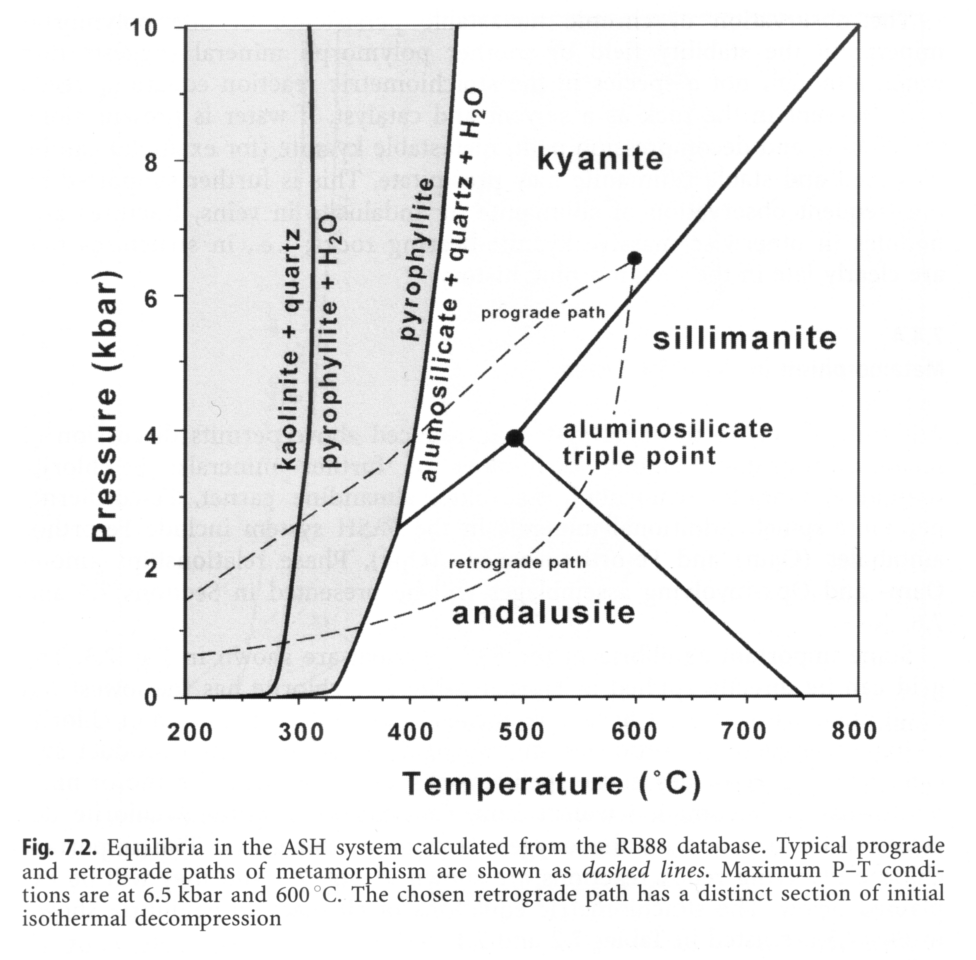 10
8
6
4
2
0
200
300
400
500
600
700
800
Pressure (kbar)
Temperature (°C)
kaolinite + quartz
pyrophyllite + H₂O
pyrophyllite
alumosilicate + quartz + H₂O
kyanite
prograde path
sillimanite
aluminosilicate
triple point
retrograde path
andalusite
Fig. 7.2. Equilibria in the ASH system calculated from the RB88 database. Typical prograde
and retrograde paths of metamorphism are shown as dashed lines. Maximum P–T condi-
tions are at 6.5 kbar and 600 °C. The chosen retrograde path has a distinct section of initial
isothermal decompression